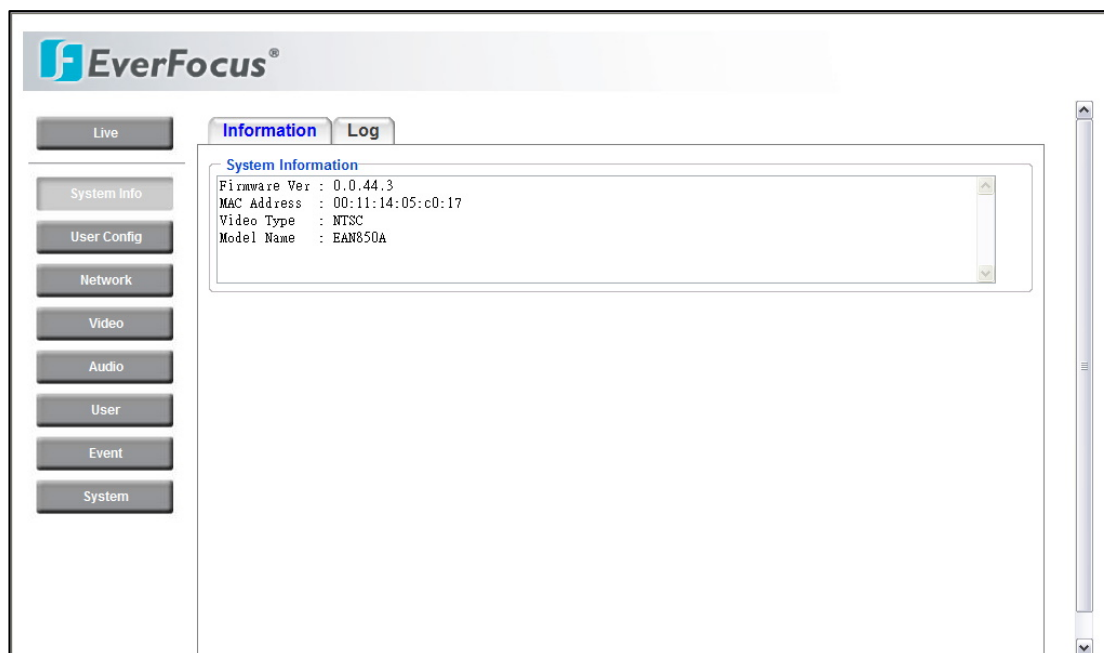 EverFocus®
Live
System Info
User Config
Network
Video
Audio
User
Event
System
Information
Log
System Information
Firmware Ver : 0.0.44.3
MAC Address : 00:11:14:05:c0:17
Video Type : NTSC
Model Name : EAN850A